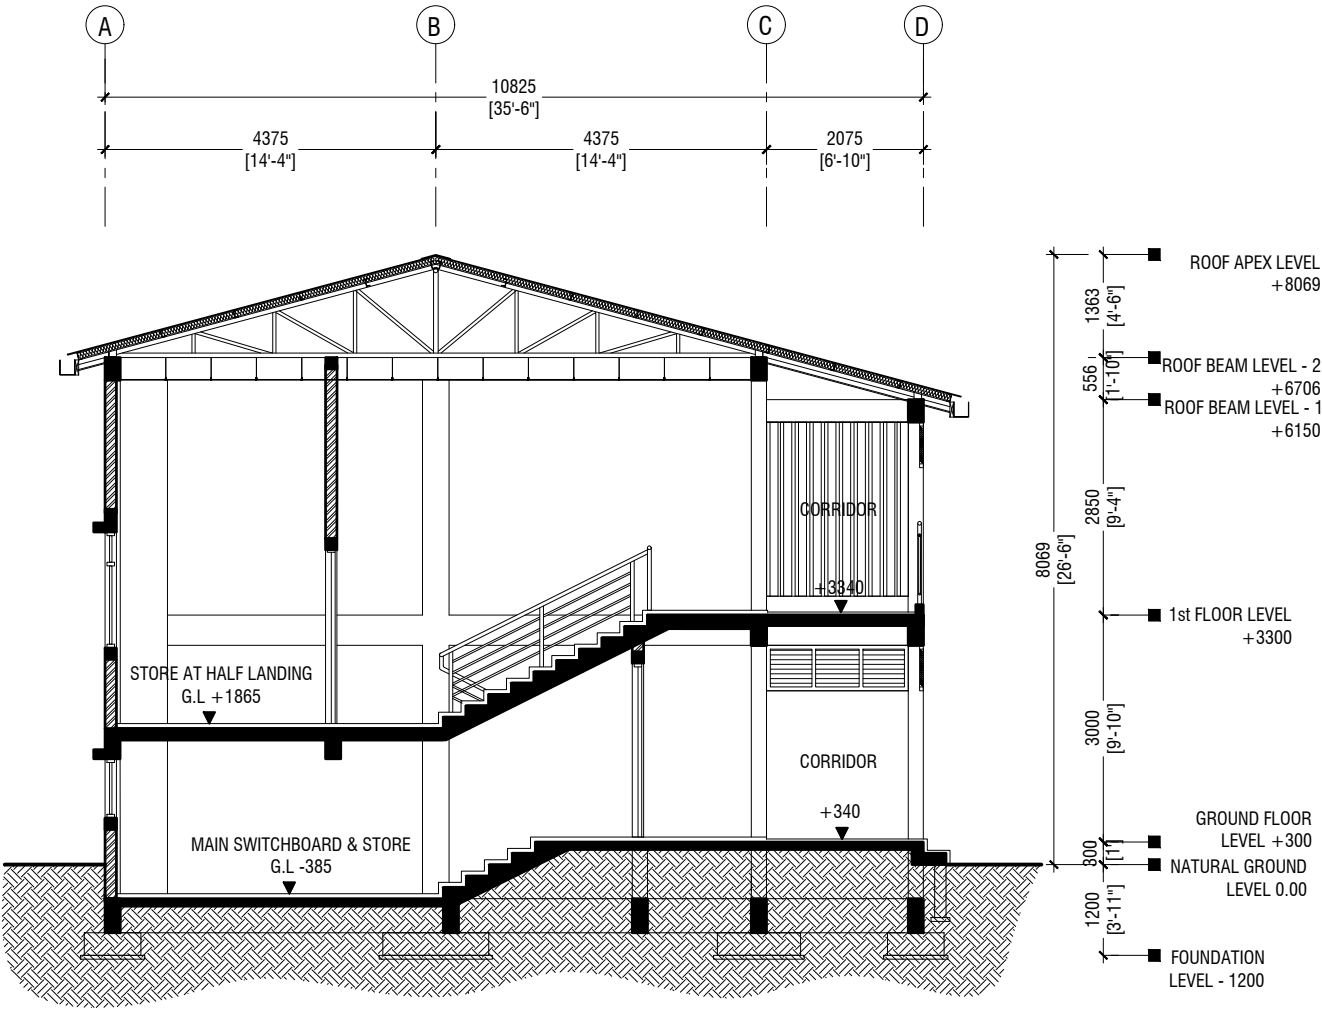 A
B
C
D
10825
[35'-6"]
4375
[14'-4"]
4375
[14'-4"]
2075
[6'-10"]
ROOF APEX LEVEL
+8069
1363
[4'-6"]
ROOF BEAM LEVEL - 2
+6706
556
[1'-10"]
ROOF BEAM LEVEL - 1
+6150
2850
[9'-4"]
CORRIDOR
+3340
8069
[26'-6"]
1st FLOOR LEVEL
+3300
STORE AT HALF LANDING
G.L +1865
3000
[9'-10"]
CORRIDOR
+340
MAIN SWITCHBOARD & STORE
G.L -385
GROUND FLOOR
LEVEL +300
300
[1']
NATURAL GROUND
LEVEL 0.00
1200
[3'-11"]
FOUNDATION
LEVEL - 1200